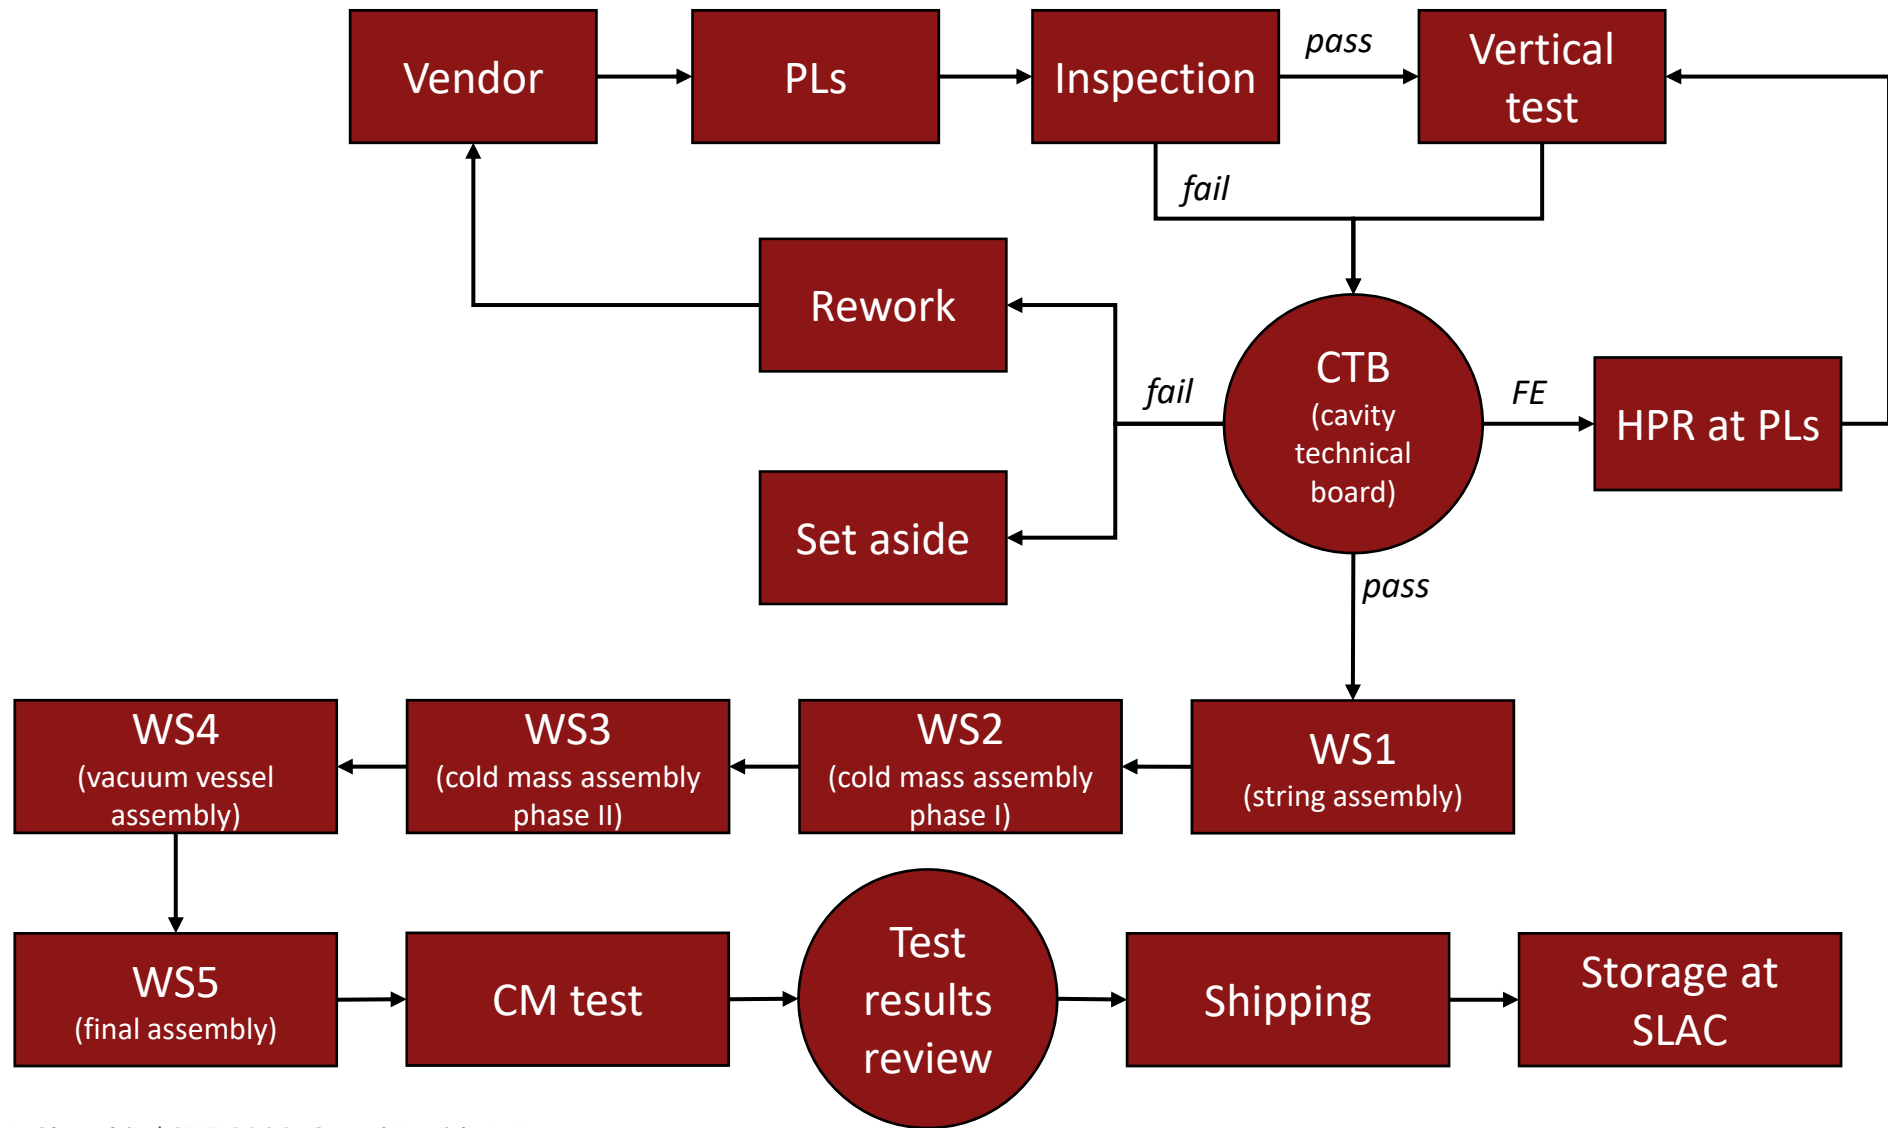 Vendor
PLs
Inspection
pass
Vertical
test
fail
Rework
CTB
(cavity
technical
board)
fail
FE
HPR at PLs
Set aside
pass
WS4
(vacuum vessel
assembly)
WS3
(cold mass assembly
phase II)
WS2
(cold mass assembly
phase I)
WS1
(string assembly)
WS5
(final assembly)
CM test
Test
results
review
Shipping
Storage at
SLAC